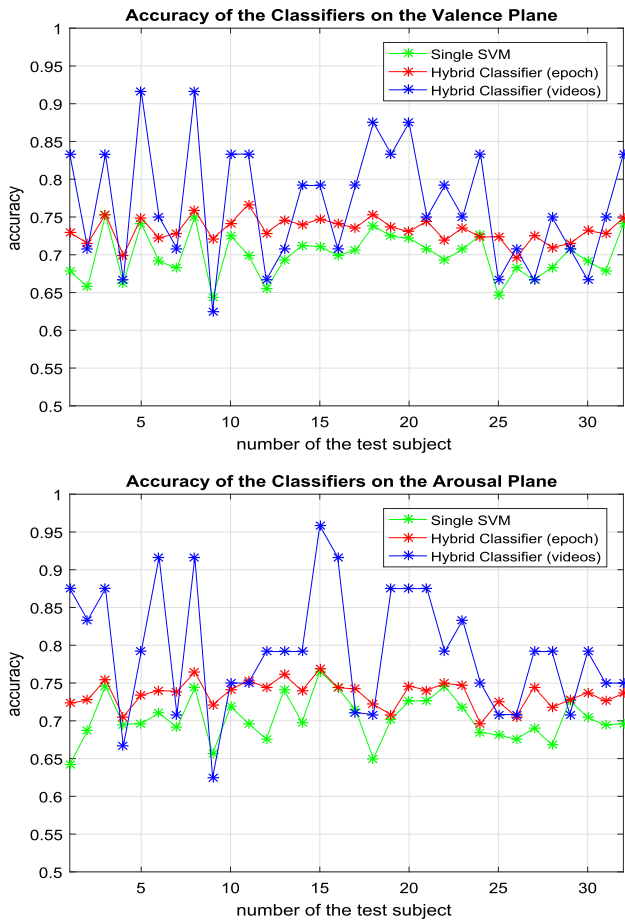 Accuracy of the Classifiers on the Valence Plane
1
0.95
0.9
0.85
0.8
0.75
0.7
0.65
0.6
0.55
0.5
accuracy
Single SVM
Hybrid Classifier (epoch)
Hybrid Classifier (videos)
5 10 15 20 25 30
number of the test subject
Accuracy of the Classifiers on the Arousal Plane
1
0.95
0.9
0.85
0.8
0.75
0.7
0.65
0.6
0.55
0.5
accuracy
Single SVM
Hybrid Classifier (epoch)
Hybrid Classifier (videos)
5 10 15 20 25 30
number of the test subject